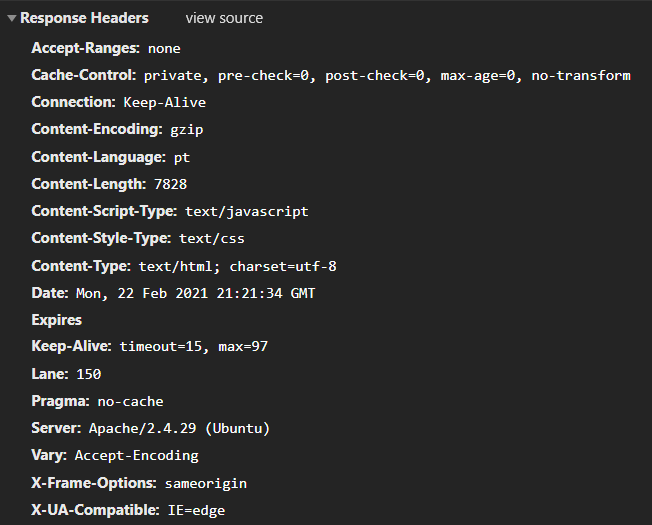 Response Headers view source
Accept-Ranges: none
Cache-Control: private, pre-check=0, post-check=0, max-age=0, no-transform
Connection: Keep-Alive
Content-Encoding: gzip
Content-Language: pt
Content-Length: 7828
Content-Script-Type: text/javascript
Content-Style-Type: text/css
Content-Type: text/html; charset=utf-8
Date: Mon, 22 Feb 2021 21:21:34 GMT
Expires
Keep-Alive: timeout=15, max=97
Lane: 150
Pragma: no-cache
Server: Apache/2.4.29 (Ubuntu)
Vary: Accept-Encoding
X-Frame-Options: sameorigin
X-UA-Compatible: IE=edge